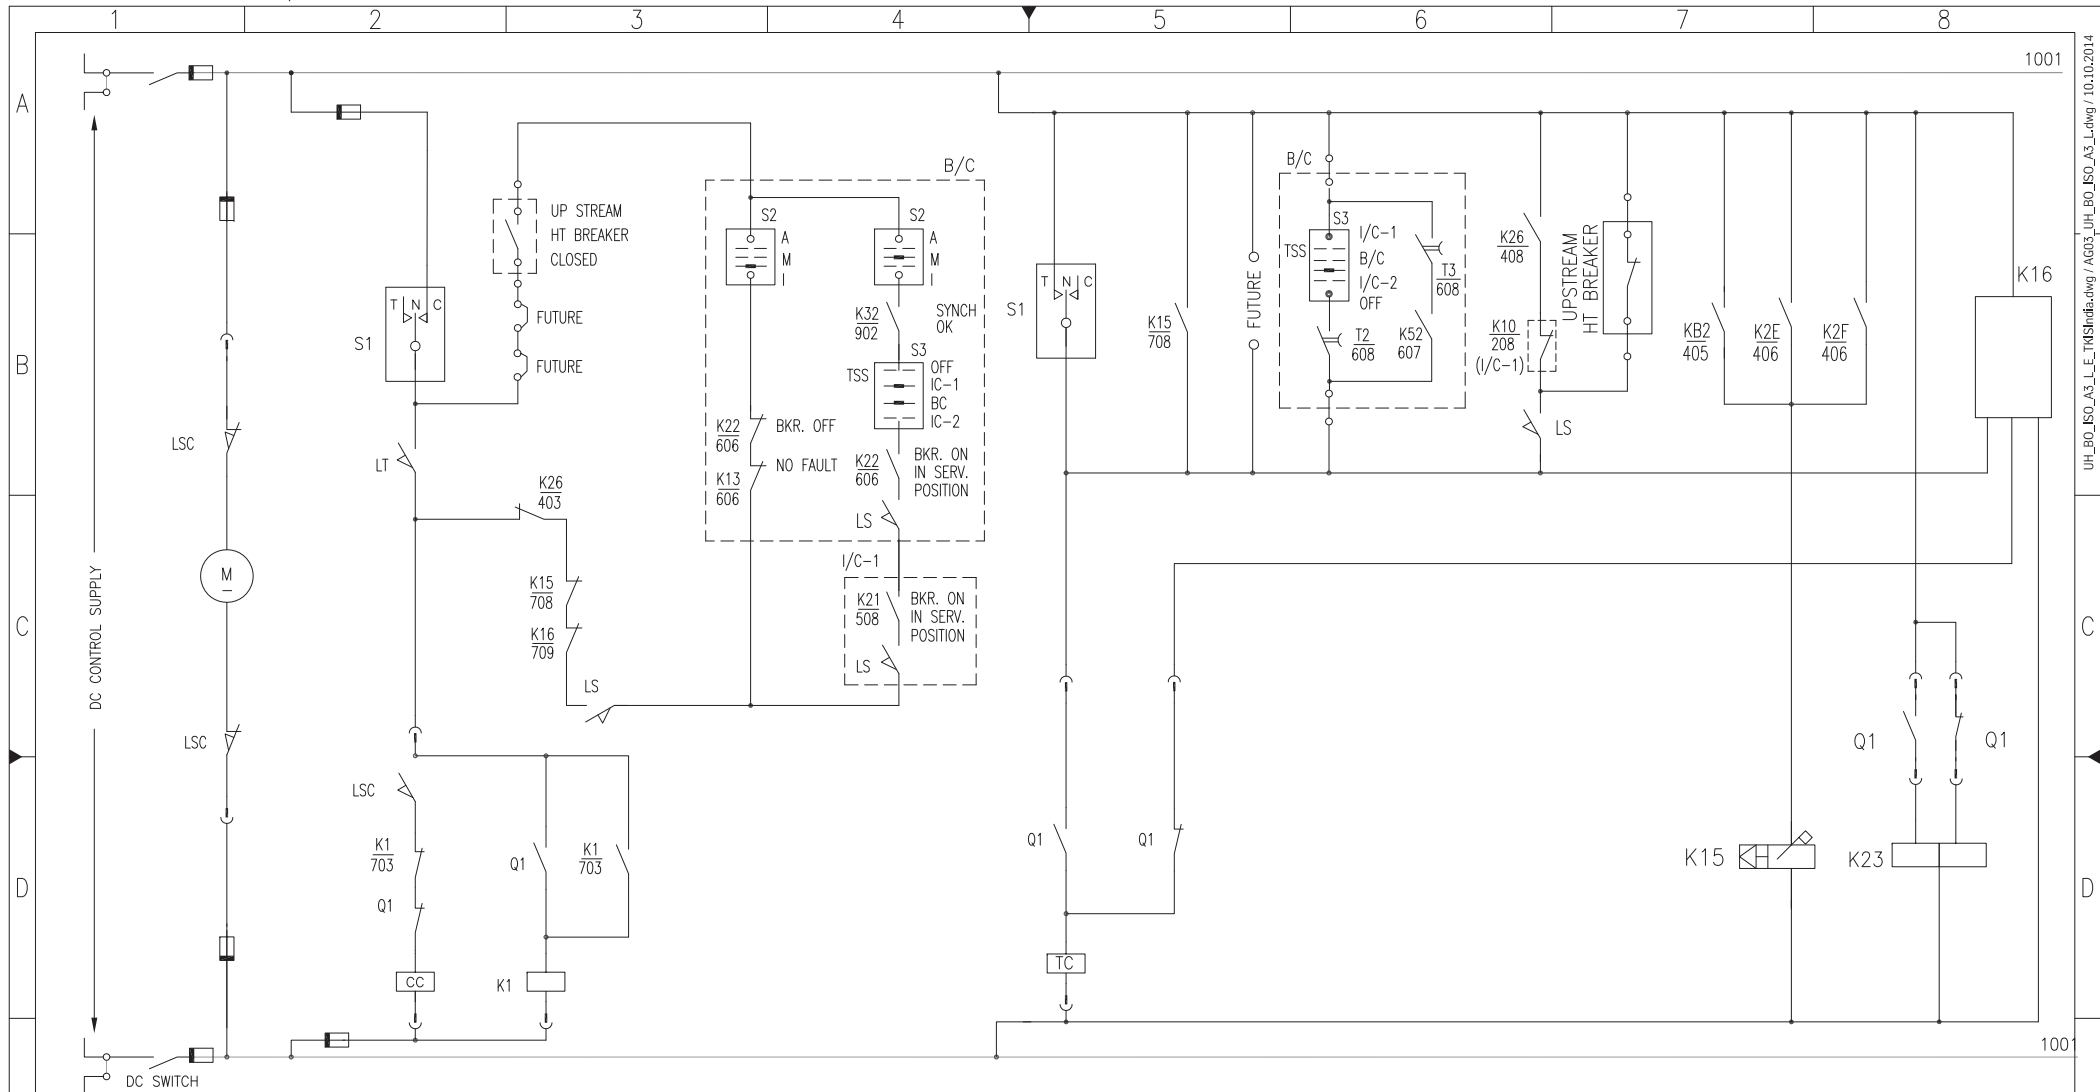 1 2 3 4 5 6 7 8
A
B
C
D
C
D
1001
1001
UH_BO_ISO_A3_L_E_TKISIndia.dwg / AG03_UH_BO_ISO_A3_L.dwg / 10.10.2014
DC CONTROL SUPPLY
DC SWITCH
LSC
M
LSC
T N C
S1
LT
LSC
K1
703
Q1
CC
UP STREAM
HT BREAKER
CLOSED
FUTURE
FUTURE
K26
403
K15
708
K16
709
LS
Q1
K1
703
K1
B/C
S2
A
M
I
S2
A
M
I
K32
902
SYNCH
OK
S3
TSS
OFF
IC-1
BC
IC-2
K22
606
BKR. OFF
K13
606
NO FAULT
K22
606
BKR. ON
IN SERV.
POSITION
LS
I/C-1
K21
508
BKR. ON
IN SERV.
POSITION
LS
T N C
S1
K15
708
FUTURE
Q1
Q1
TC
B/C
S3
TSS
I/C-1
B/C
I/C-2
OFF
T3
608
T2
608
K52
607
K26
408
K10
208
(I/C-1)
LS
UPSTREAM
HT BREAKER
KB2
405
K2E
406
K2F
406
K16
Q1
Q1
K15
K23